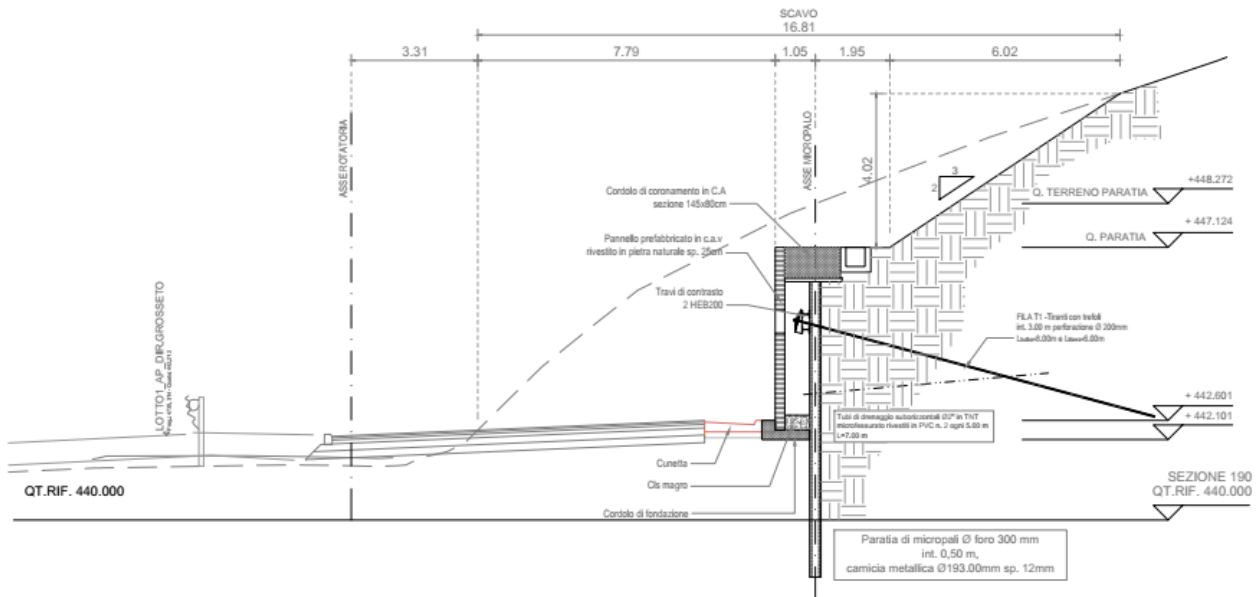 SCAVO
16.81
3.31
7.79
1.05
1.95
6.02
ASSE ROTATORIA
ASSE MICROPALO
4.02
3
2
+448.272
Q. TERRENO PARATIA
+ 447.124
Q. PARATIA
Cordolo di coronamento in C.A
sezione 145x80cm
Pannello prefabbricato in c.a.v
rivestito in pietra naturale sp. 25cm
Travi di contrasto
2 HEB200
FILA T1 -Tiranti con trefoli
int. 3.00 m perforazione Ø 200mm
LOTTO1_AP_DIR.GROSSETO
+ 442.601
+ 442.101
Tubi di drenaggio suborizzontali Ø2" in TNT
microfessurato rivestiti in PVC n. 2 ogni 5.00 m
L=7.00 m
Cunetta
Cls magro
Cordolo di fondazione
QT.RIF. 440.000
SEZIONE 190
QT.RIF. 440.000
Paratia di micropali Ø foro 300 mm
int. 0,50 m,
camicia metallica Ø193.00mm sp. 12mm